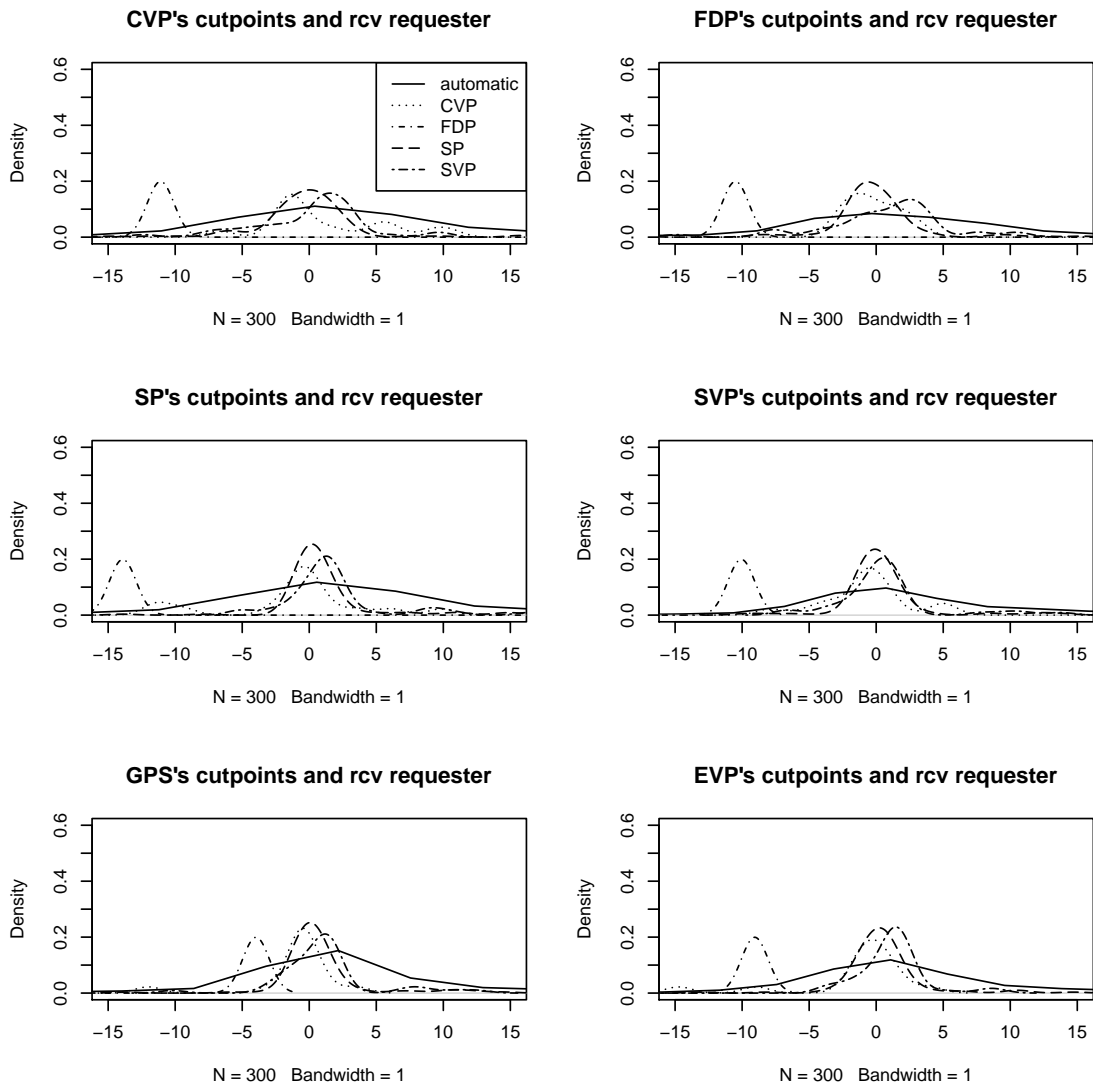 CVP's cutpoints and rcv requester
Density
0.0 0.2 0.4 0.6
automatic
CVP
FDP
SP
SVP
−15 −10 −5 0 5 10 15
N = 300 Bandwidth = 1
FDP's cutpoints and rcv requester
Density
0.0 0.2 0.4 0.6
−15 −10 −5 0 5 10 15
N = 300 Bandwidth = 1
SP's cutpoints and rcv requester
Density
0.0 0.2 0.4 0.6
−15 −10 −5 0 5 10 15
N = 300 Bandwidth = 1
SVP's cutpoints and rcv requester
Density
0.0 0.2 0.4 0.6
−15 −10 −5 0 5 10 15
N = 300 Bandwidth = 1
GPS's cutpoints and rcv requester
Density
0.0 0.2 0.4 0.6
−15 −10 −5 0 5 10 15
N = 300 Bandwidth = 1
EVP's cutpoints and rcv requester
Density
0.0 0.2 0.4 0.6
−15 −10 −5 0 5 10 15
N = 300 Bandwidth = 1